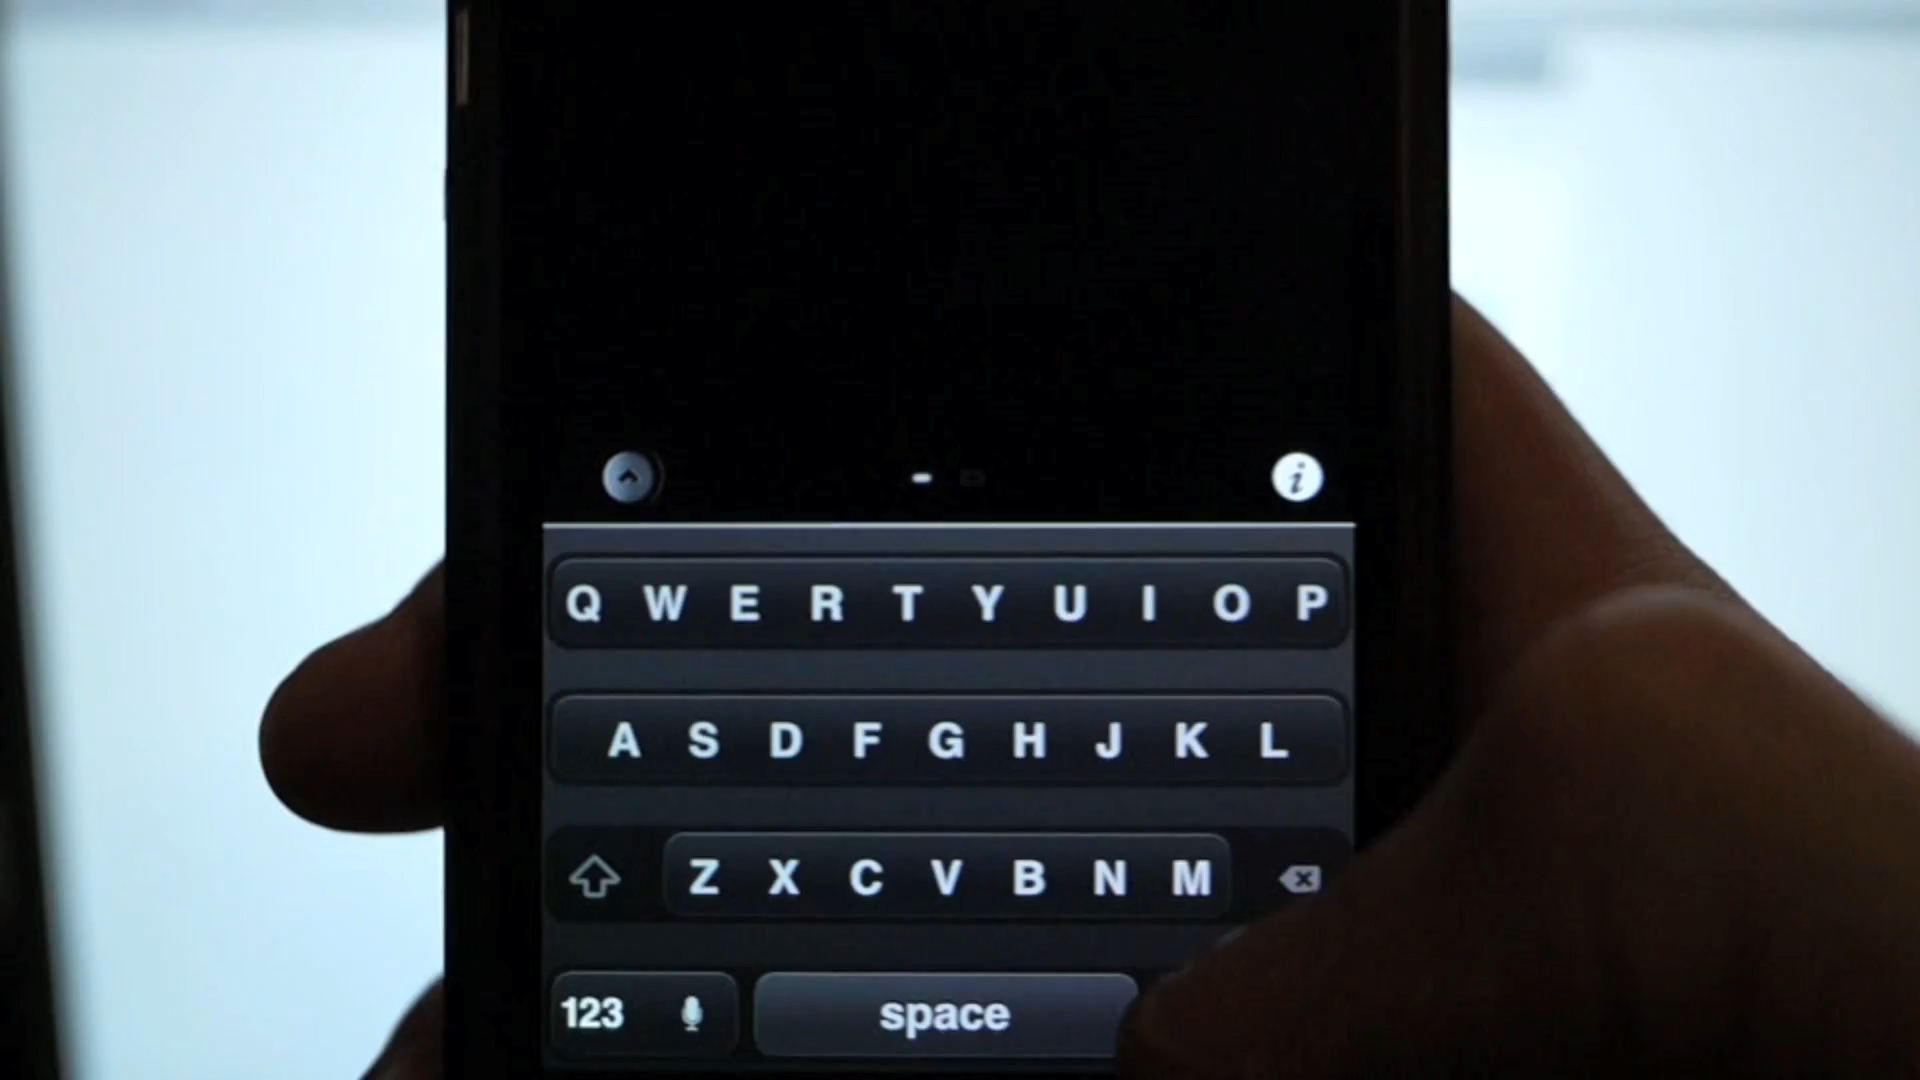 i
Q W E R T Y U I O P
A S D F G H J K L
Z X C V B N M
123 space